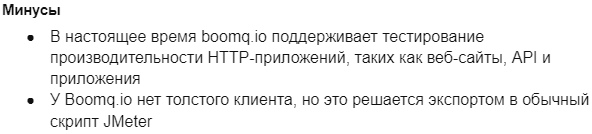 Минусы
● В настоящее время boomq.io поддерживает тестирование
производительности HTTP-приложений, таких как веб-сайты, API и
приложения
● У Boomq.io нет толстого клиента, но это решается экспортом в обычный
скрипт JMeter